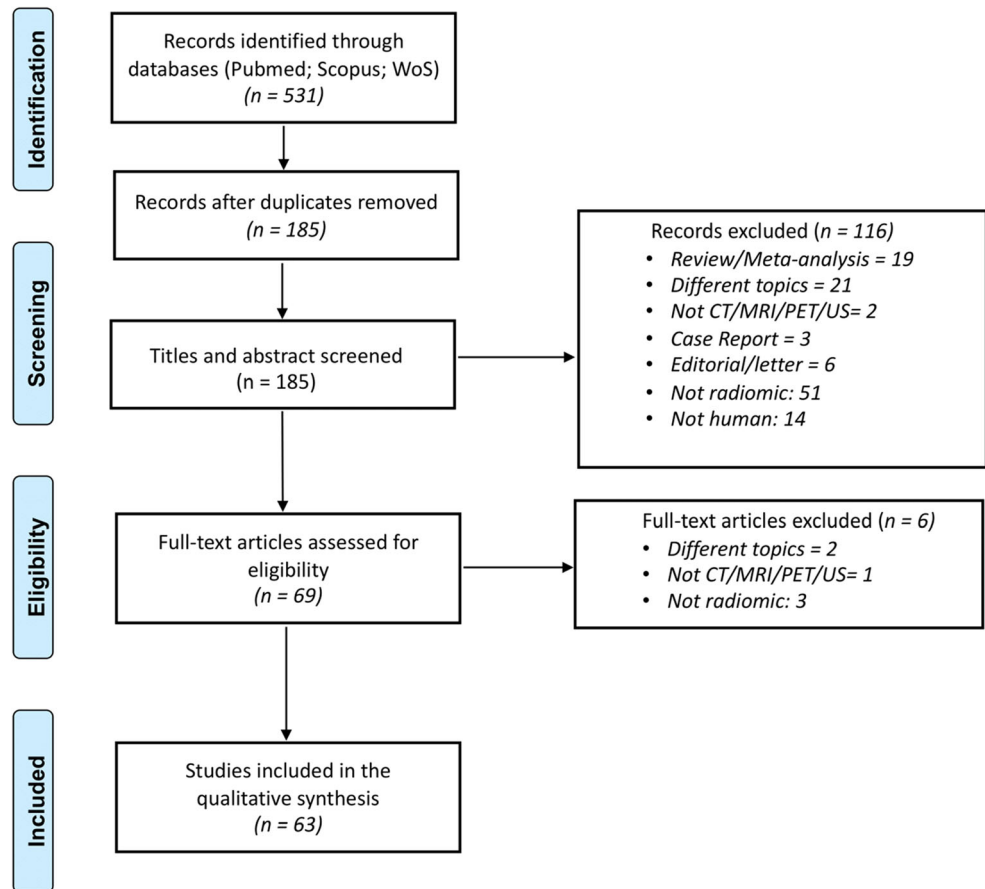 Identification
Records identified through
databases (Pubmed; Scopus; WoS)
(n = 531)
Records after duplicates removed
(n = 185)
Screening
Titles and abstract screened
(n = 185)
Records excluded (n = 116)
• Review/Meta-analysis = 19
• Different topics = 21
• Not CT/MRI/PET/US= 2
• Case Report = 3
• Editorial/letter = 6
• Not radiomic: 51
• Not human: 14
Eligibility
Full-text articles assessed for
eligibility
(n = 69)
Full-text articles excluded (n = 6)
• Different topics = 2
• Not CT/MRI/PET/US= 1
• Not radiomic: 3
Included
Studies included in the
qualitative synthesis
(n = 63)